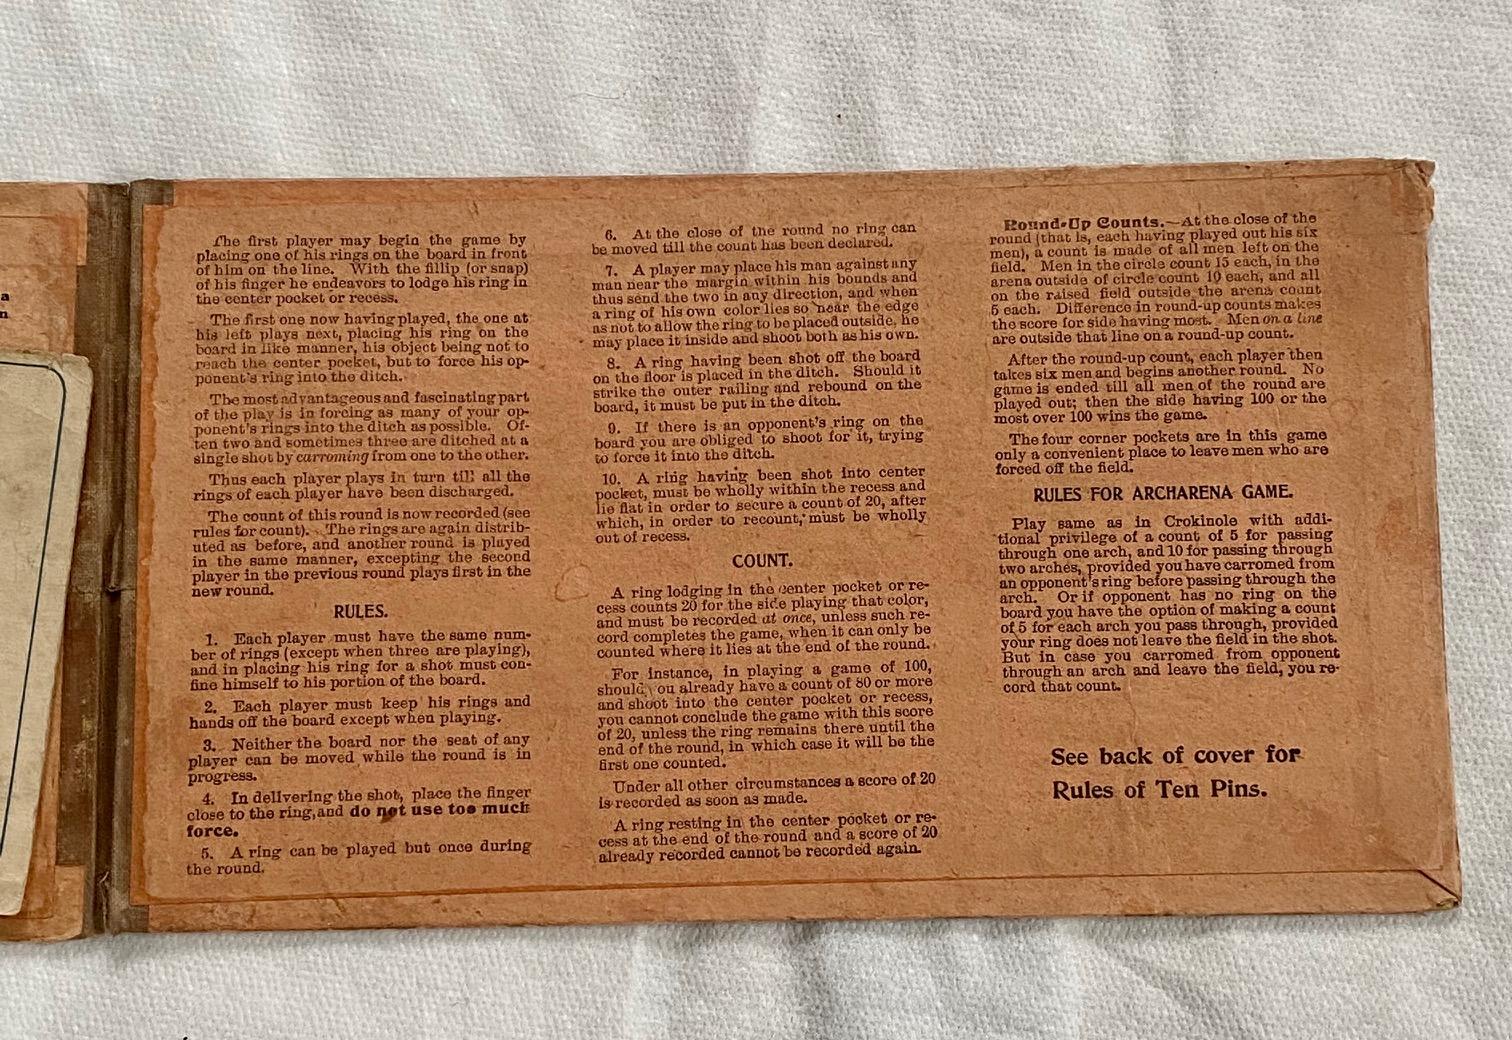 a
n
The first player may begin the game by
placing one of his rings on the board in front
of him on the line. With the fillip (or snap)
of his finger he endeavors to lodge his ring in
the center pocket or recess.
The first one now having played, the one at
his left plays next, placing his ring on the
board in like manner, his object being not to
reach the center pocket, but to force his op-
ponent's ring into the ditch.
The most advantageous and fascinating part
of the play is in forcing as many of your op-
ponent's rings into the ditch as possible. Of-
ten two and sometimes three are ditched at a
single shot by carroming from one to the other.
Thus each player plays in turn till all the
rings of each player have been discharged.
The count of this round is now recorded (see
rules for count). The rings are again distrib-
uted as before, and another round is played
in the same manner, excepting the second
player in the previous round plays first in the
new round.
RULES.
1. Each player must have the same num-
ber of rings (except when three are playing),
and in placing his ring for a shot must con-
fine himself to his portion of the board.
2. Each player must keep his rings and
hands off the board except when playing.
3. Neither the board nor the seat of any
player can be moved while the round is in
progress.
4. In delivering the shot, place the finger
close to the ring, and do not use too much
force.
5. A ring can be played but once during
the round.
6. At the close of the round no ring can
be moved till the count has been declared.
7. A player may place his man against any
man near the margin within his bounds and
thus send the two in any direction, and when
a ring of his own color lies so near the edge
as not to allow the ring to be placed outside, he
may place it inside and shoot both as his own.
8. A ring having been shot off the board
on the floor is placed in the ditch. Should it
strike the outer railing and rebound on the
board, it must be put in the ditch.
9. If there is an opponent's ring on the
board you are obliged to shoot for it, trying
to force it into the ditch.
10. A ring having been shot into center
pocket, must be wholly within the recess and
lie flat in order to secure a count of 20, after
which, in order to recount, must be wholly
out of recess.
COUNT.
A ring lodging in the center pocket or re-
cess counts 20 for the side playing that color,
and must be recorded at once, unless such re-
cord completes the game, when it can only be
counted where it lies at the end of the round.
For instance, in playing a game of 100,
should you already have a count of 80 or more
and shoot into the center pocket or recess,
you cannot conclude the game with this score
of 20, unless the ring remains there until the
end of the round, in which case it will be the
first one counted.
Under all other circumstances a score of 20
is recorded as soon as made.
A ring resting in the center pocket or re-
cess at the end of the round and a score of 20
already recorded cannot be recorded again.
Round-Up Counts.—At the close of the
round (that is, each having played out his six
men), a count is made of all men left on the
field. Men in the circle count 15 each, in the
arena outside of circle count 10 each, and all
on the raised field outside the arena count
5 each. Difference in round-up counts makes
the score for side having most. Men on a line
are outside that line on a round-up count.
After the round-up count, each player then
takes six men and begins another round. No
game is ended till all men of the round are
played out; then the side having 100 or the
most over 100 wins the game.
The four corner pockets are in this game
only a convenient place to leave men who are
forced off the field.
RULES FOR ARCHARENA GAME.
Play same as in Crokinole with addi-
tional privilege of a count of 5 for passing
through one arch, and 10 for passing through
two arches, provided you have carromed from
an opponent's ring before passing through the
arch. Or if opponent has no ring on the
board you have the option of making a count
of 5 for each arch you pass through, provided
your ring does not leave the field in the shot.
But in case you carromed from opponent
through an arch and leave the field, you re-
cord that count.
See back of cover for
Rules of Ten Pins.